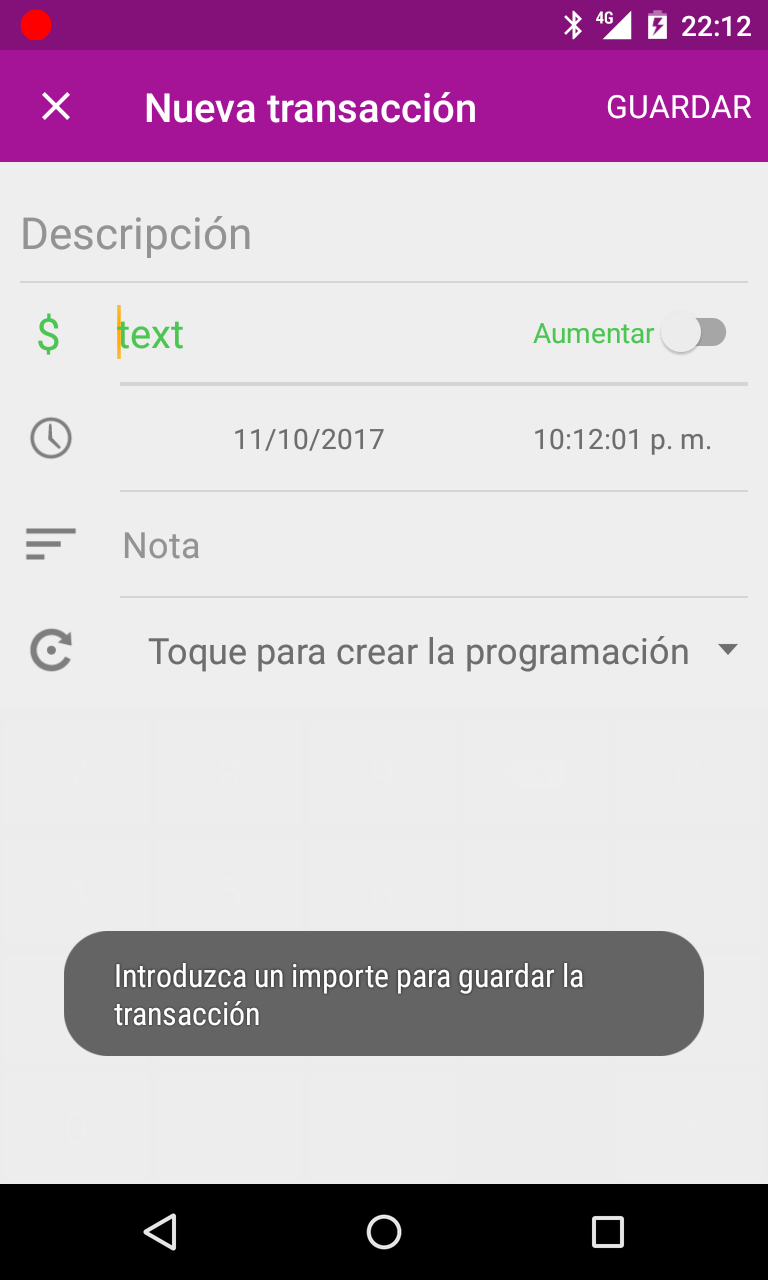 4G 22:12
Nueva transacción GUARDAR
Descripción
$ text Aumentar
11/10/2017 10:12:01 p. m.
Nota
Toque para crear la programación
Introduzca un importe para guardar la
transacción